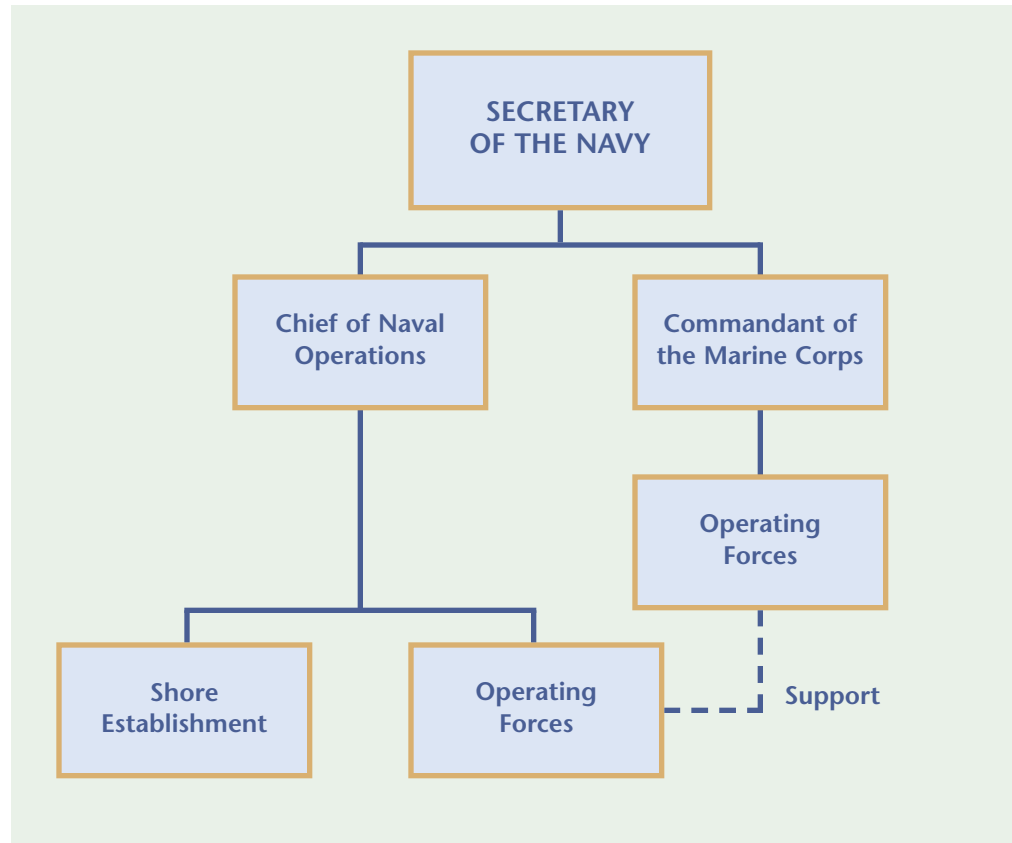 SECRETARY
OF THE NAVY
Chief of Naval
Operations
Commandant of
the Marine Corps
Operating
Forces
Shore
Establishment
Operating
Forces
Support